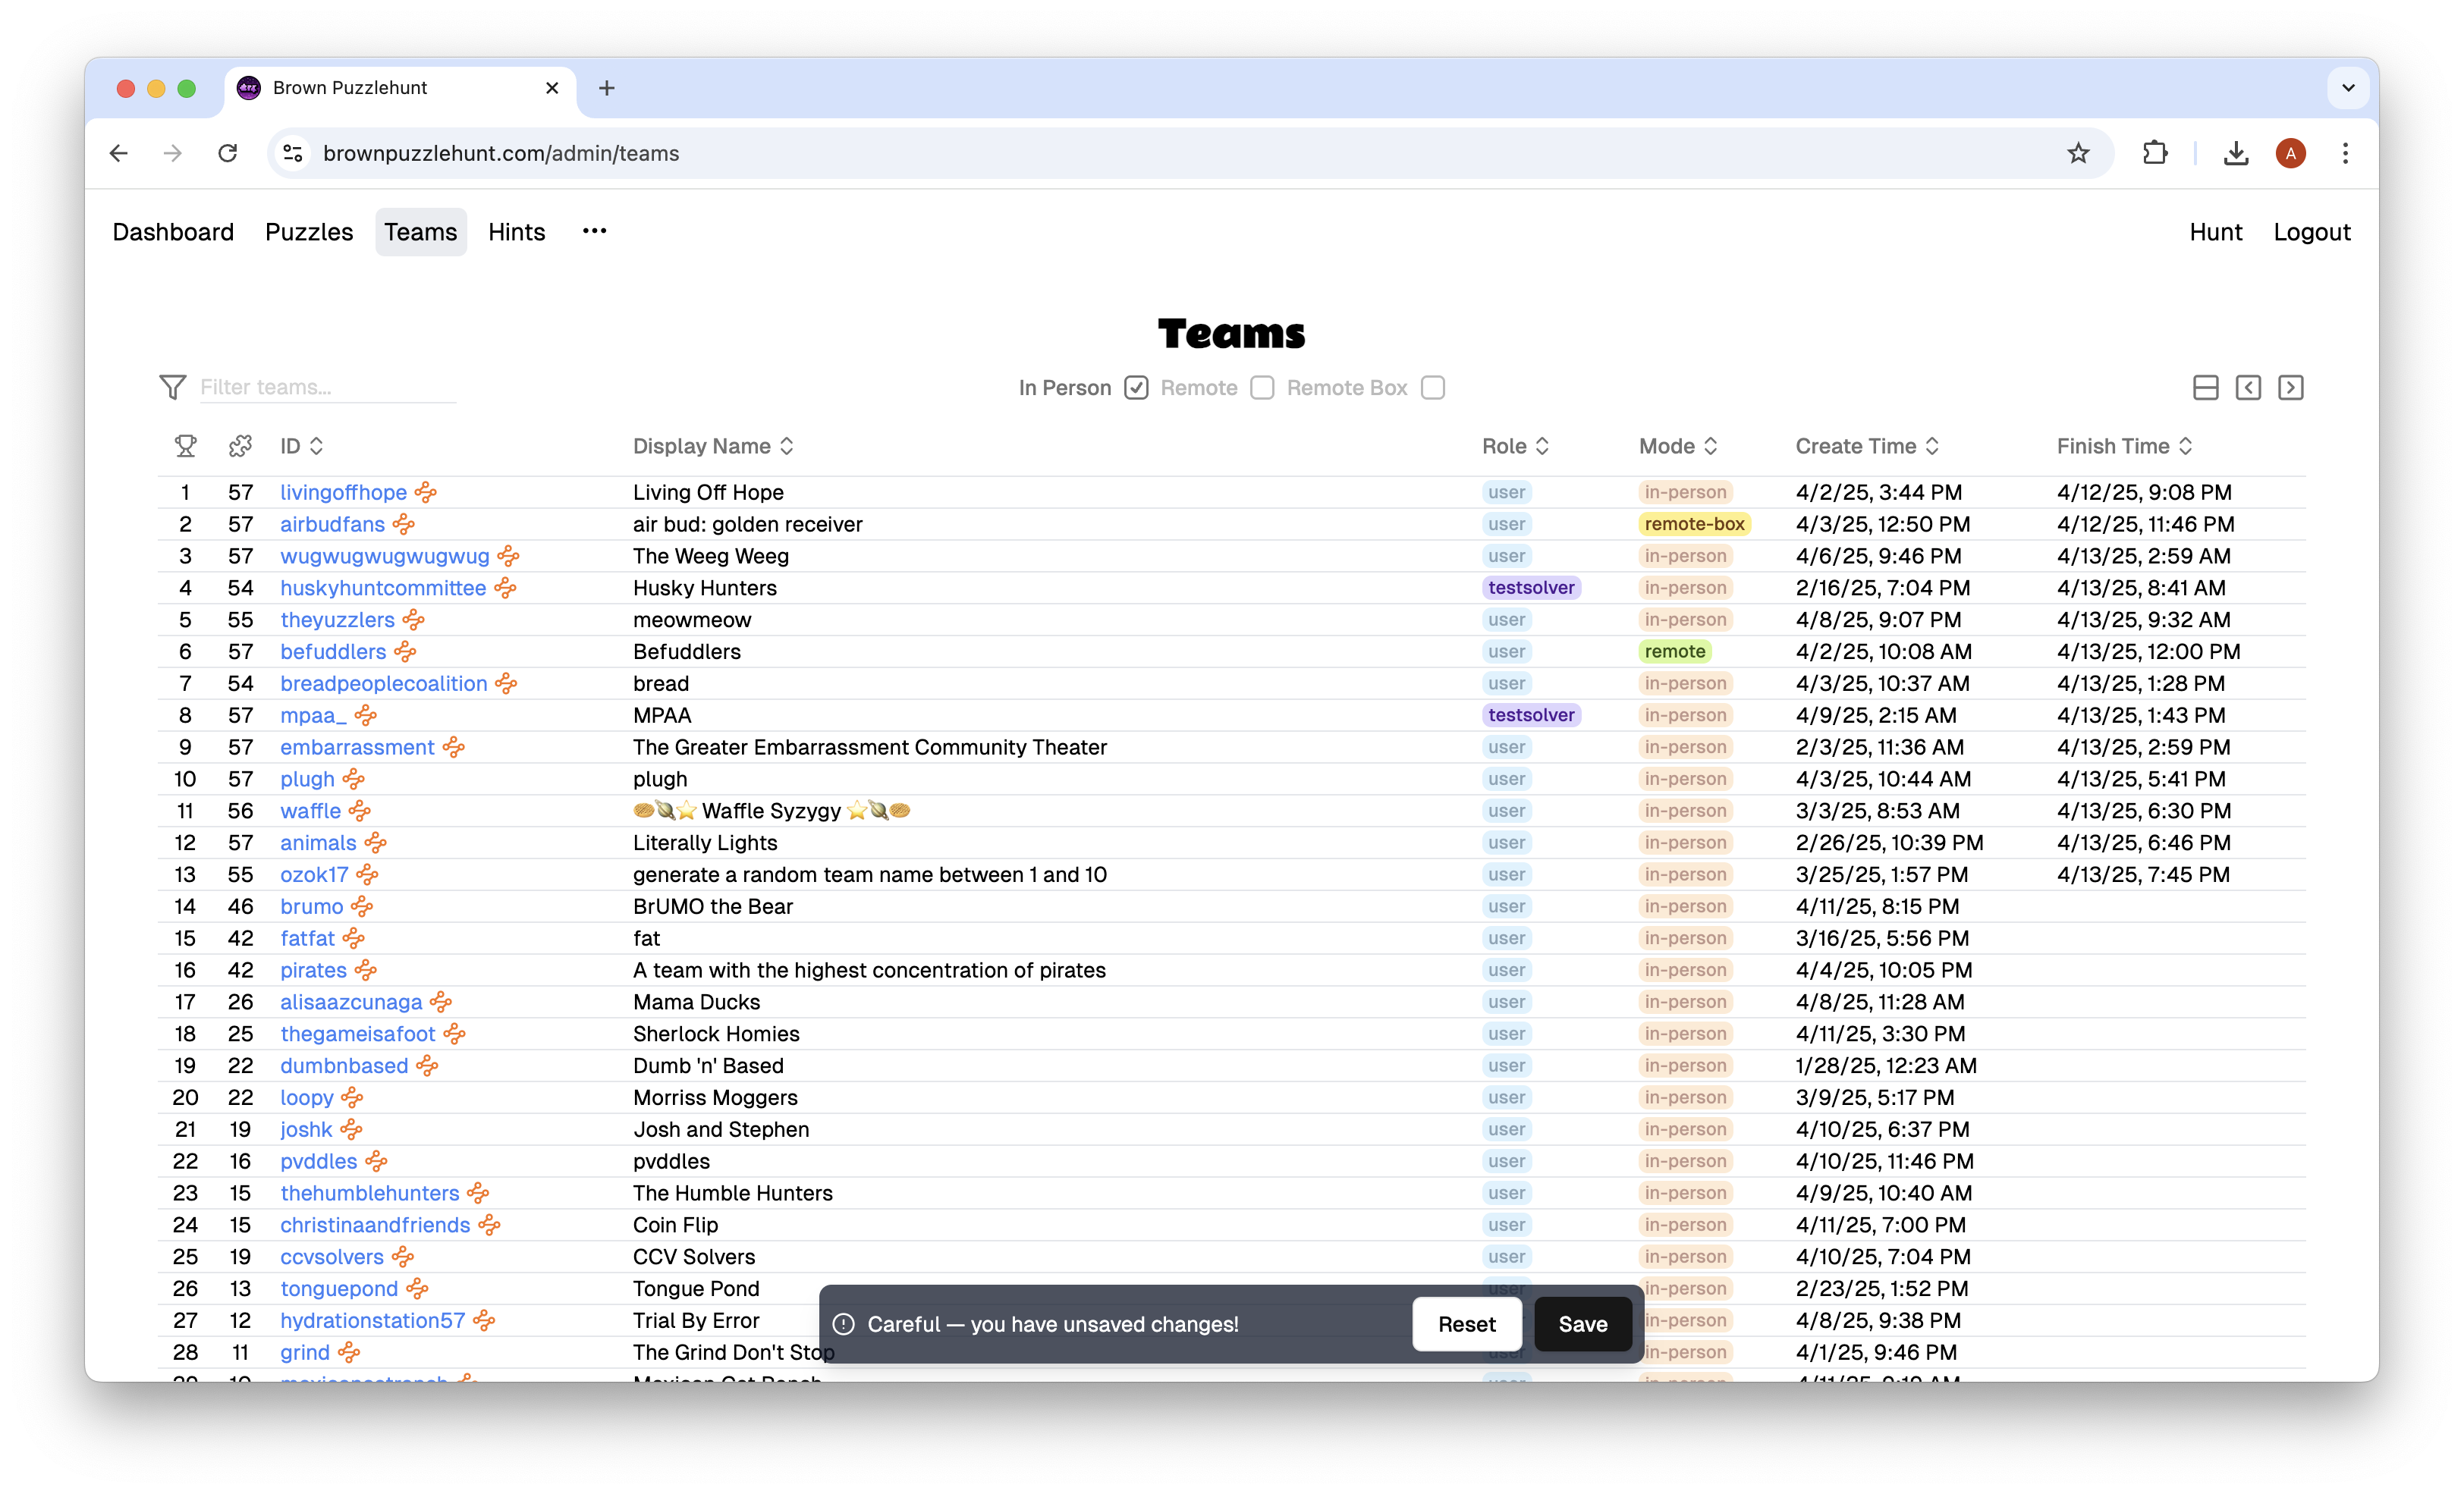 Brown Puzzlehunt
brownpuzzlehunt.com/admin/teams
A
Dashboard Puzzles Teams Hints ••• Hunt Logout
Teams
Filter teams... In Person Remote Remote Box
ID Display Name Role Mode Create Time Finish Time
1 57 livingoffhope Living Off Hope user in-person 4/2/25, 3:44 PM 4/12/25, 9:08 PM
2 57 airbudfans air bud: golden receiver user remote-box 4/3/25, 12:50 PM 4/12/25, 11:46 PM
3 57 wugwugwugwugwug The Weeg Weeg user in-person 4/6/25, 9:46 PM 4/13/25, 2:59 AM
4 54 huskyhuntcommittee Husky Hunters testsolver in-person 2/16/25, 7:04 PM 4/13/25, 8:41 AM
5 55 theyuzzlers meowmeow user in-person 4/8/25, 9:07 PM 4/13/25, 9:32 AM
6 57 befuddlers Befuddlers user remote 4/2/25, 10:08 AM 4/13/25, 12:00 PM
7 54 breadpeoplecoalition bread user in-person 4/3/25, 10:37 AM 4/13/25, 1:28 PM
8 57 mpaa_ MPAA testsolver in-person 4/9/25, 2:15 AM 4/13/25, 1:43 PM
9 57 embarrassment The Greater Embarrassment Community Theater user in-person 2/3/25, 11:36 AM 4/13/25, 2:59 PM
10 57 plugh plugh user in-person 4/3/25, 10:44 AM 4/13/25, 5:41 PM
11 56 waffle 🧇🪐⭐ Waffle Syzygy ⭐🪐🧇 user in-person 3/3/25, 8:53 AM 4/13/25, 6:30 PM
12 57 animals Literally Lights user in-person 2/26/25, 10:39 PM 4/13/25, 6:46 PM
13 55 ozok17 generate a random team name between 1 and 10 user in-person 3/25/25, 1:57 PM 4/13/25, 7:45 PM
14 46 brumo BrUMO the Bear user in-person 4/11/25, 8:15 PM
15 42 fatfat fat user in-person 3/16/25, 5:56 PM
16 42 pirates A team with the highest concentration of pirates user in-person 4/4/25, 10:05 PM
17 26 alisaazcunaga Mama Ducks user in-person 4/8/25, 11:28 AM
18 25 thegameisafoot Sherlock Homies user in-person 4/11/25, 3:30 PM
19 22 dumbnbased Dumb 'n' Based user in-person 1/28/25, 12:23 AM
20 22 loopy Morriss Moggers user in-person 3/9/25, 5:17 PM
21 19 joshk Josh and Stephen user in-person 4/10/25, 6:37 PM
22 16 pvddles pvddles user in-person 4/10/25, 11:46 PM
23 15 thehumblehunters The Humble Hunters user in-person 4/9/25, 10:40 AM
24 15 christinaandfriends Coin Flip user in-person 4/11/25, 7:00 PM
25 19 ccvsolvers CCV Solvers user in-person 4/10/25, 7:04 PM
26 13 tonguepond Tongue Pond user in-person 2/23/25, 1:52 PM
27 12 hydrationstation57 Trial By Error in-person 4/8/25, 9:38 PM
Careful — you have unsaved changes! Reset Save
28 11 grind The Grind Don't Stop user in-person 4/1/25, 9:46 PM